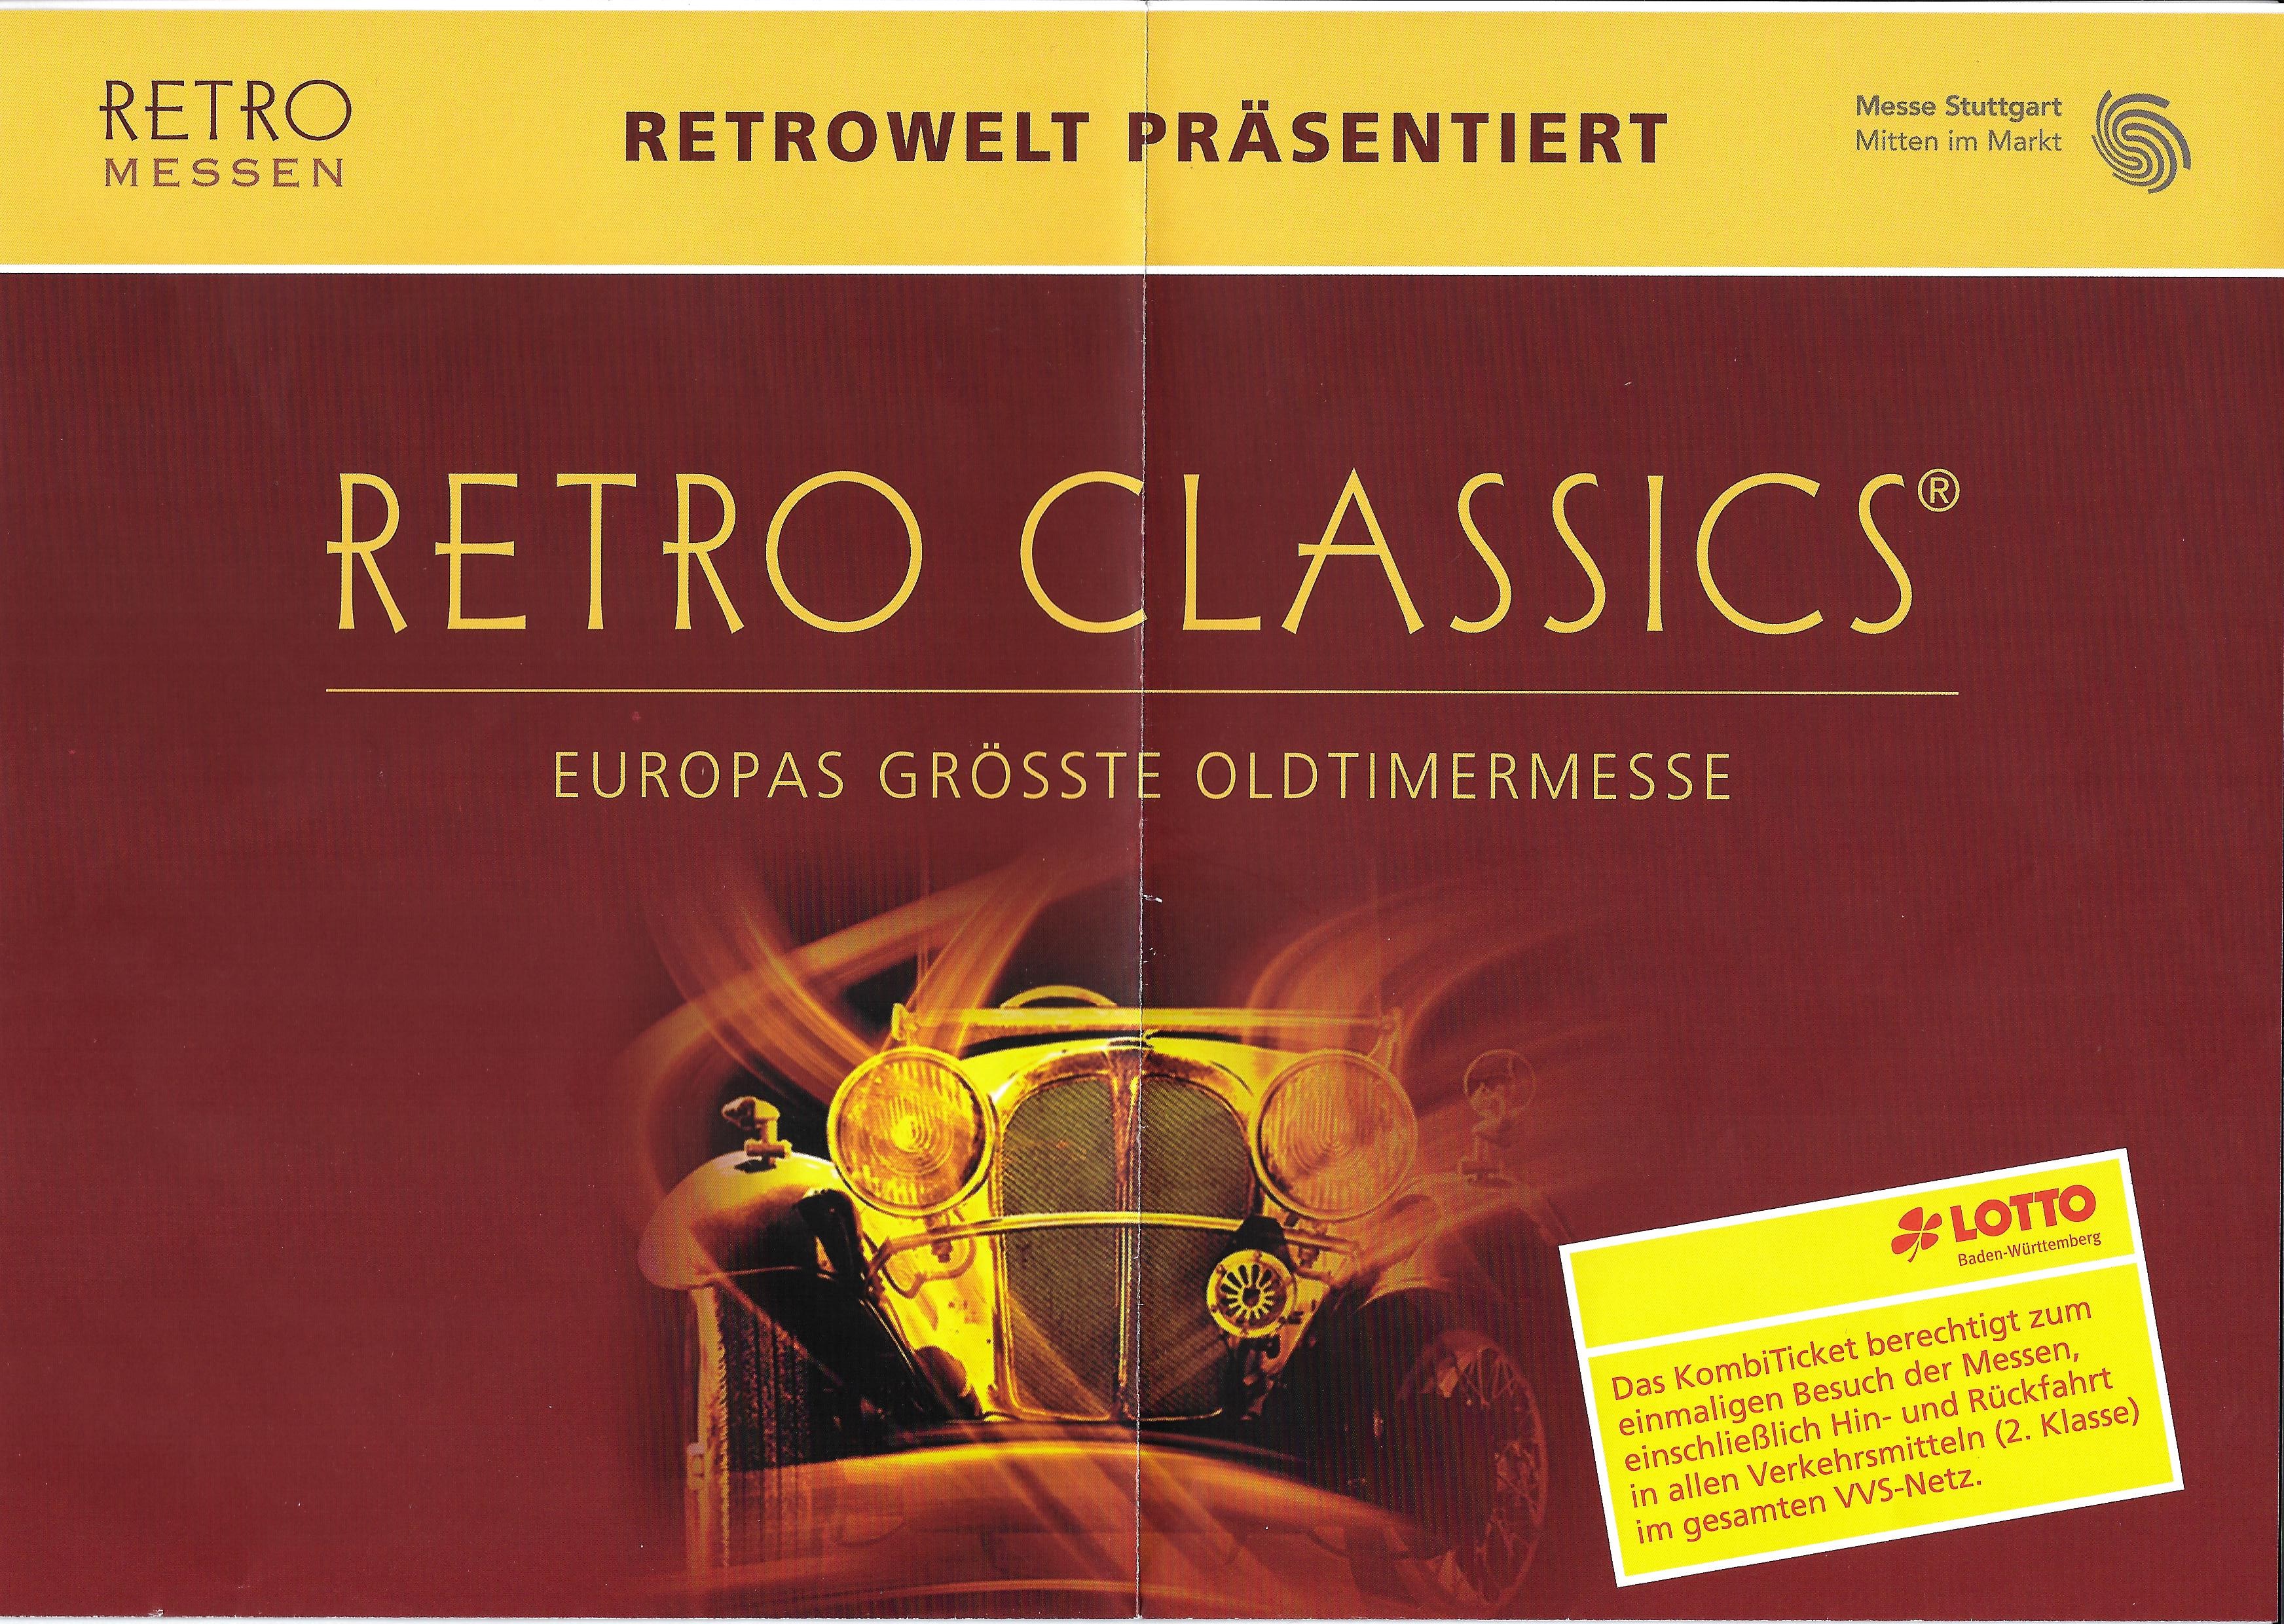 RETRO
MESSEN
RETROWELT PRÄSENTIERT
Messe Stuttgart
Mitten im Markt
RETRO CLASSICS®
EUROPAS GRÖSSTE OLDTIMERMESSE
LOTTO
Baden-Württemberg
Das KombiTicket berechtigt zum
einmaligen Besuch der Messen,
einschließlich Hin- und Rückfahrt
in allen Verkehrsmitteln (2. Klasse)
im gesamten VVS-Netz.